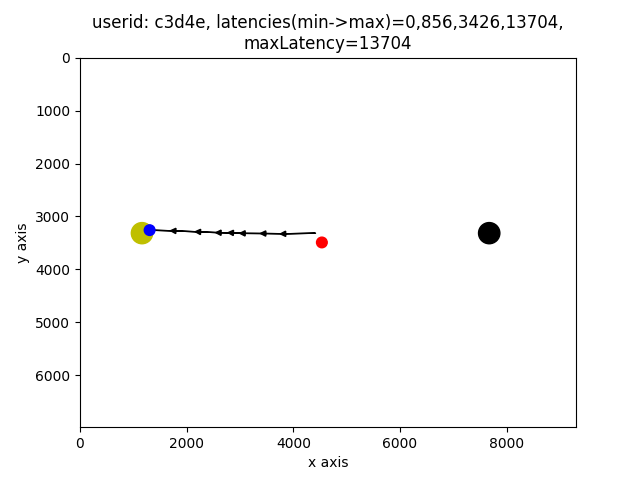 userid: c3d4e, latencies(min->max)=0,856,3426,13704,
maxLatency=13704
0
1000
2000
3000
4000
5000
6000
y axis
0 2000 4000 6000 8000
x axis